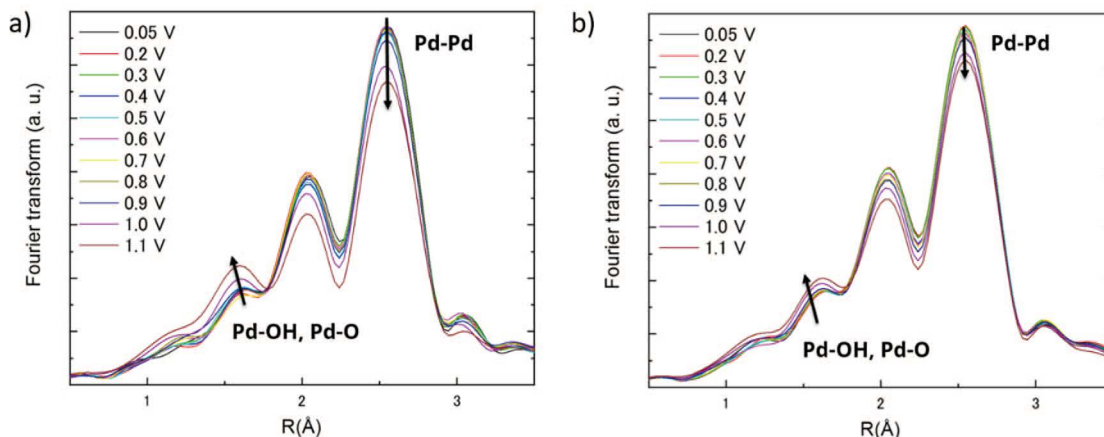 a)
0.05 V
0.2 V
0.3 V
0.4 V
0.5 V
0.6 V
0.7 V
0.8 V
0.9 V
1.0 V
1.1 V
Pd-Pd
Pd-OH, Pd-O
Fourier transform (a. u.)
1 2 3
R(Å)
b)
0.05 V
0.2 V
0.3 V
0.4 V
0.5 V
0.6 V
0.7 V
0.8 V
0.9 V
1.0 V
1.1 V
Pd-Pd
Pd-OH, Pd-O
Fourier transform (a. u.)
1 2 3
R(Å)